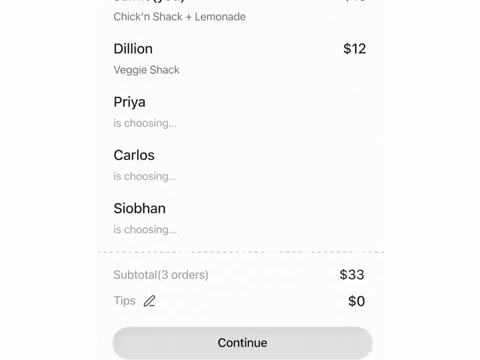 Chick'n Shack + Lemonade
Dillion $12
Veggie Shack
Priya
is choosing...
Carlos
is choosing...
Siobhan
is choosing...
Subtotal(3 orders) $33
Tips $0
Continue